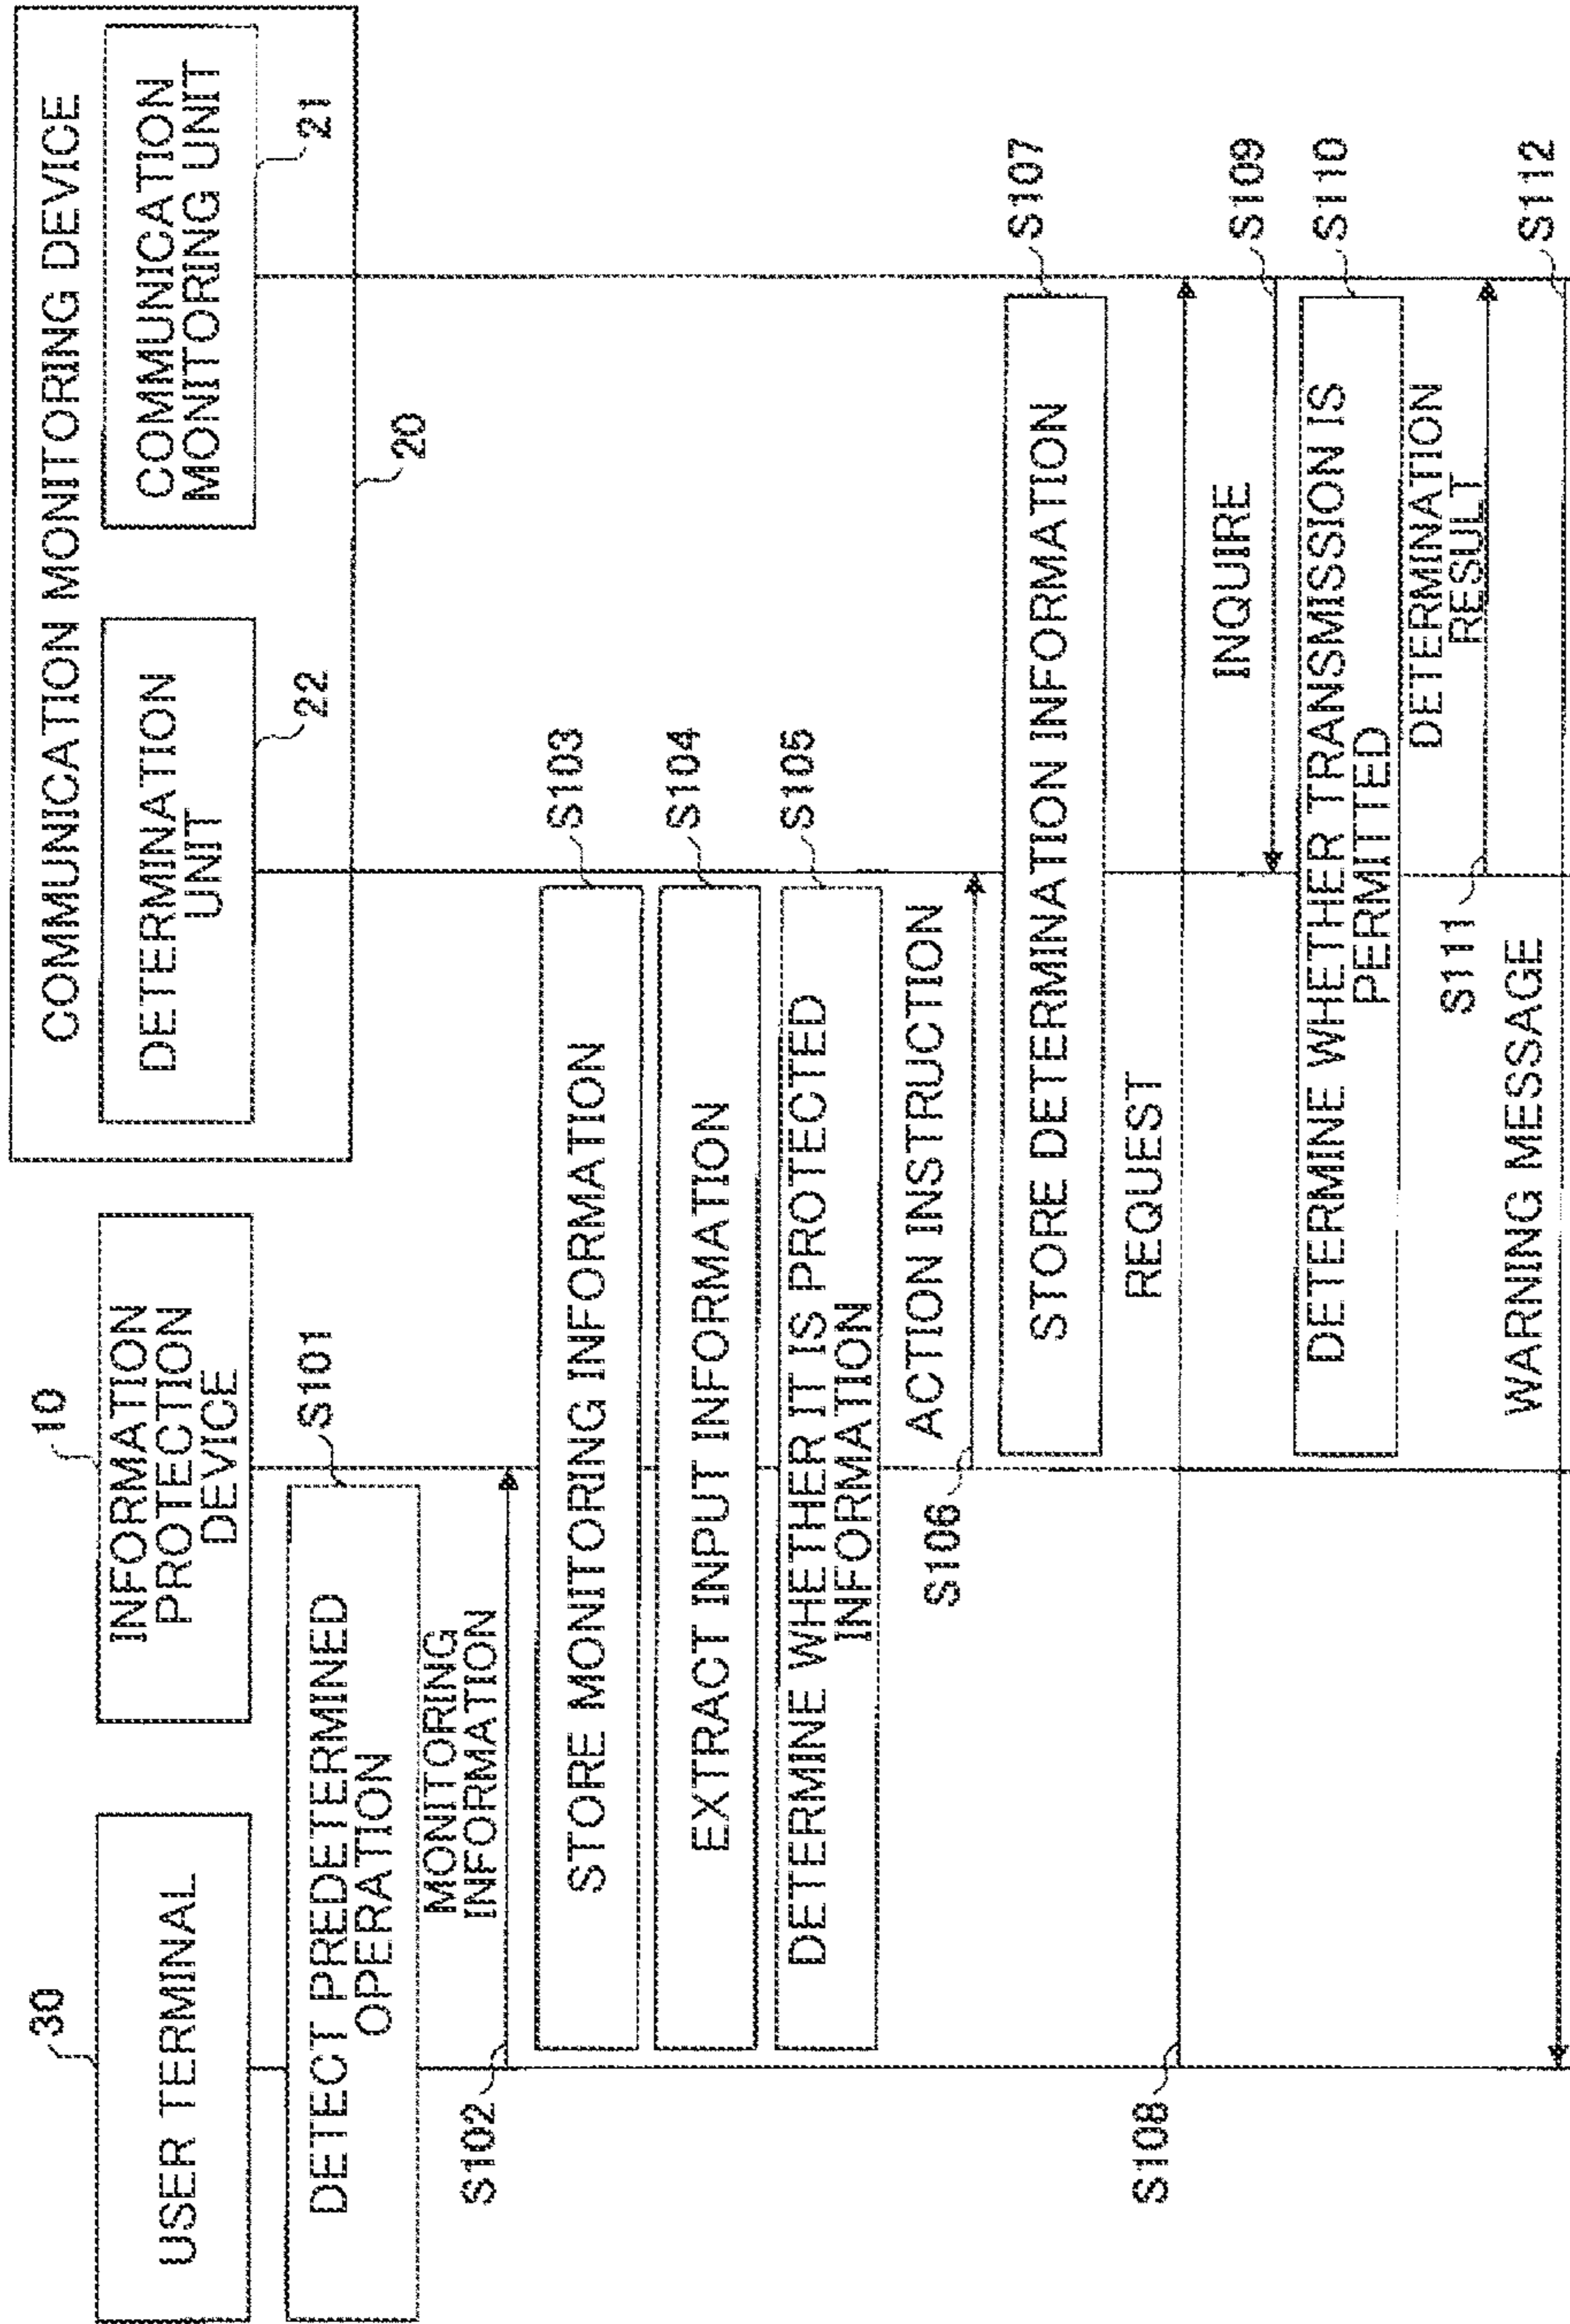 30
USER TERMINAL
10
INFORMATION
PROTECTION
DEVICE
COMMUNICATION MONITORING DEVICE
DETERMINATION
UNIT
22
COMMUNICATION
MONITORING UNIT
21
20
DETECT PREDETERMINED
OPERATION
S101
MONITORING
INFORMATION
S102
STORE MONITORING INFORMATION
S103
EXTRACT INPUT INFORMATION
S104
DETERMINE WHETHER IT IS PROTECTED
INFORMATION
S105
ACTION INSTRUCTION
S106
STORE DETERMINATION INFORMATION
S107
REQUEST
S108
INQUIRE
S109
DETERMINE WHETHER TRANSMISSION IS
PERMITTED
S110
DETERMINATION
RESULT
S111
WARNING MESSAGE
S112